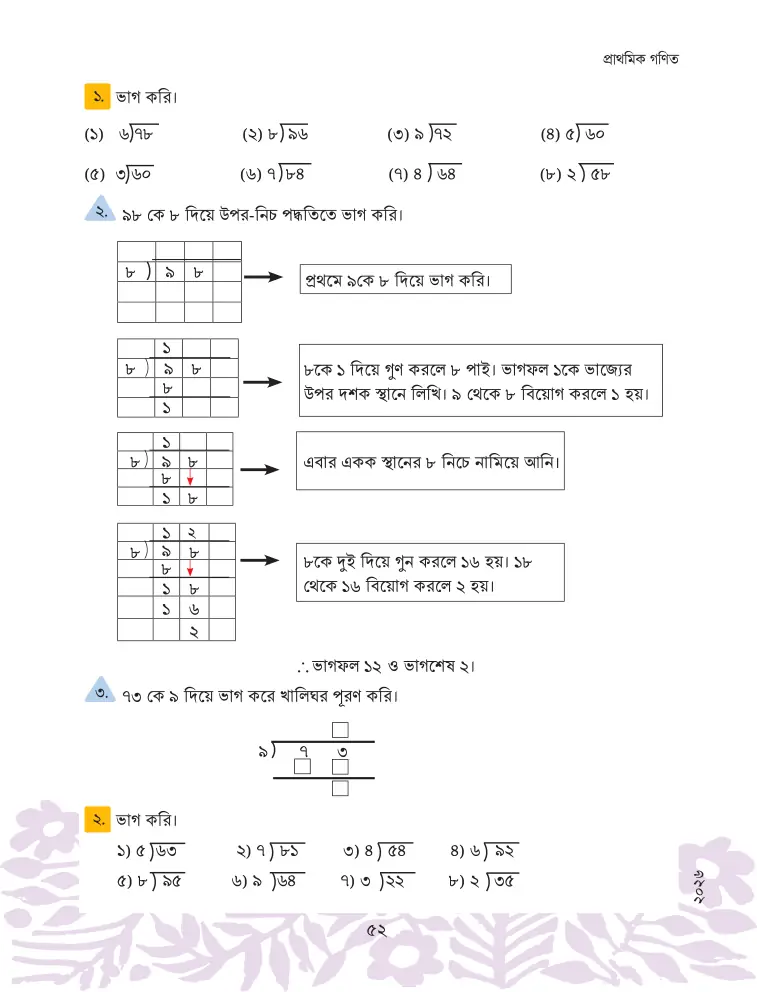 প্রাথমিক গণিত
১. ভাগ করি।
(১) ৬)৭৮ (২) ৮)৯৬ (৩) ৯)৭২ (৪) ৫)৬০
(৫) ৩)৬০ (৬) ৭)৮৪ (৭) ৪)৬৪ (৮) ২)৫৮
২. ৯৮ কে ৮ দিয়ে উপর-নিচ পদ্ধতিতে ভাগ করি।
৮) ৯ ৮
প্রথমে ৯কে ৮ দিয়ে ভাগ করি।
১
৮) ৯ ৮
৮
১
৮কে ১ দিয়ে গুণ করলে ৮ পাই। ভাগফল ১কে ভাজ্যের
উপর দশক স্থানে লিখি। ৯ থেকে ৮ বিয়োগ করলে ১ হয়।
১
৮) ৯ ৮
৮
১ ৮
এবার একক স্থানের ৮ নিচে নামিয়ে আনি।
১ ২
৮) ৯ ৮
৮
১ ৮
১ ৬
২
৮কে দুই দিয়ে গুন করলে ১৬ হয়। ১৮
থেকে ১৬ বিয়োগ করলে ২ হয়।
∴ ভাগফল ১২ ও ভাগশেষ ২।
৩. ৭৩ কে ৯ দিয়ে ভাগ করে খালিঘর পূরণ করি।
□
৯) ৭ ৩
□ □
□
২. ভাগ করি।
১) ৫)৬৩ ২) ৭)৮১ ৩) ৪)৫৪ ৪) ৬)৯২
৫) ৮)৯৫ ৬) ৯)৬৪ ৭) ৩)২২ ৮) ২)৩৫
২০২৬
৫২